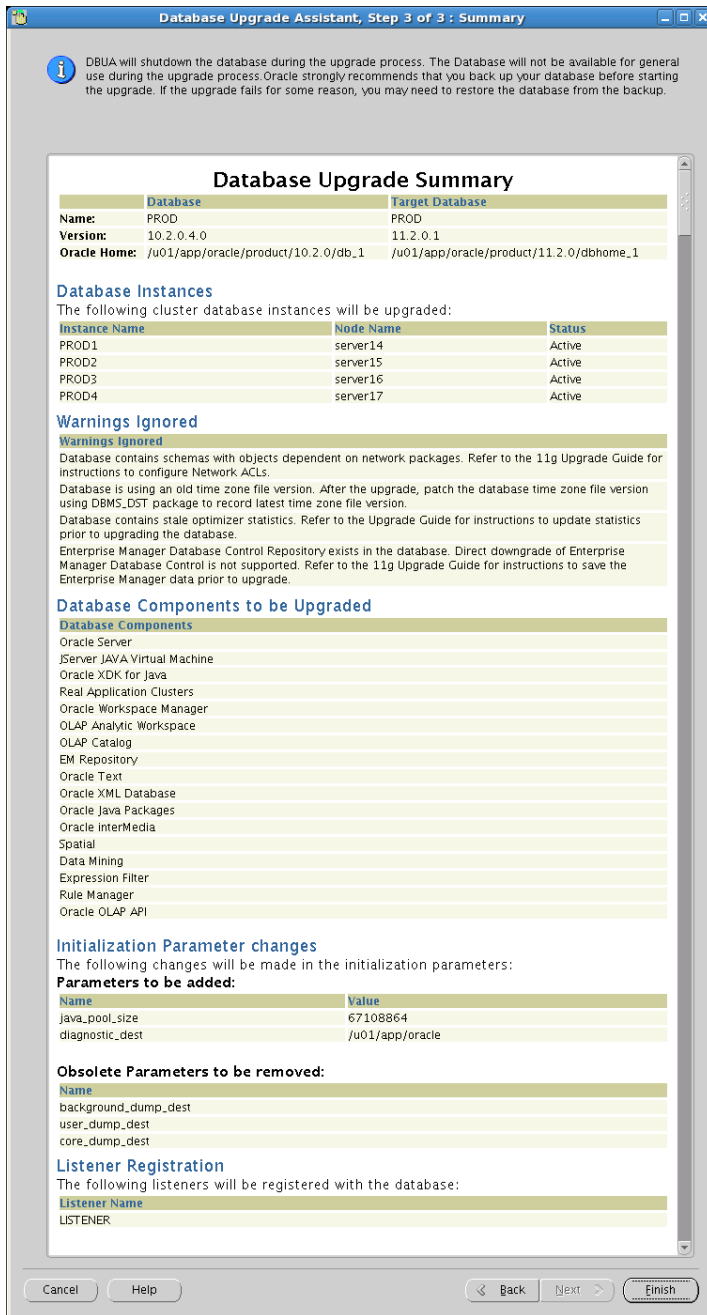 Database Upgrade Assistant, Step 3 of 3 : Summary
DBUA will shutdown the database during the upgrade process. The Database will not be available for general
use during the upgrade process.Oracle strongly recommends that you back up your database before starting
the upgrade. If the upgrade fails for some reason, you may need to restore the database from the backup.
Database Upgrade Summary
Database Target Database
Name: PROD PROD
Version: 10.2.0.4.0 11.2.0.1
Oracle Home: /u01/app/oracle/product/10.2.0/db_1 /u01/app/oracle/product/11.2.0/dbhome_1
Database Instances
The following cluster database instances will be upgraded:
Instance Name Node Name Status
PROD1 server14 Active
PROD2 server15 Active
PROD3 server16 Active
PROD4 server17 Active
Warnings Ignored
Warnings Ignored
Database contains schemas with objects dependent on network packages. Refer to the 11g Upgrade Guide for
instructions to configure Network ACLs.
Database is using an old time zone file version. After the upgrade, patch the database time zone file version
using DBMS_DST package to record latest time zone file version.
Database contains stale optimizer statistics. Refer to the Upgrade Guide for instructions to update statistics
prior to upgrading the database.
Enterprise Manager Database Control Repository exists in the database. Direct downgrade of Enterprise
Manager Database Control is not supported. Refer to the 11g Upgrade Guide for instructions to save the
Enterprise Manager data prior to upgrade.
Database Components to be Upgraded
Database Components
Oracle Server
JServer JAVA Virtual Machine
Oracle XDK for Java
Real Application Clusters
Oracle Workspace Manager
OLAP Analytic Workspace
OLAP Catalog
EM Repository
Oracle Text
Oracle XML Database
Oracle Java Packages
Oracle interMedia
Spatial
Data Mining
Expression Filter
Rule Manager
Oracle OLAP API
Initialization Parameter changes
The following changes will be made in the initialization parameters:
Parameters to be added:
Name Value
java_pool_size 67108864
diagnostic_dest /u01/app/oracle
Obsolete Parameters to be removed:
Name
background_dump_dest
user_dump_dest
core_dump_dest
Listener Registration
The following listeners will be registered with the database:
Listener Name
LISTENER
Cancel Help Back Next Finish